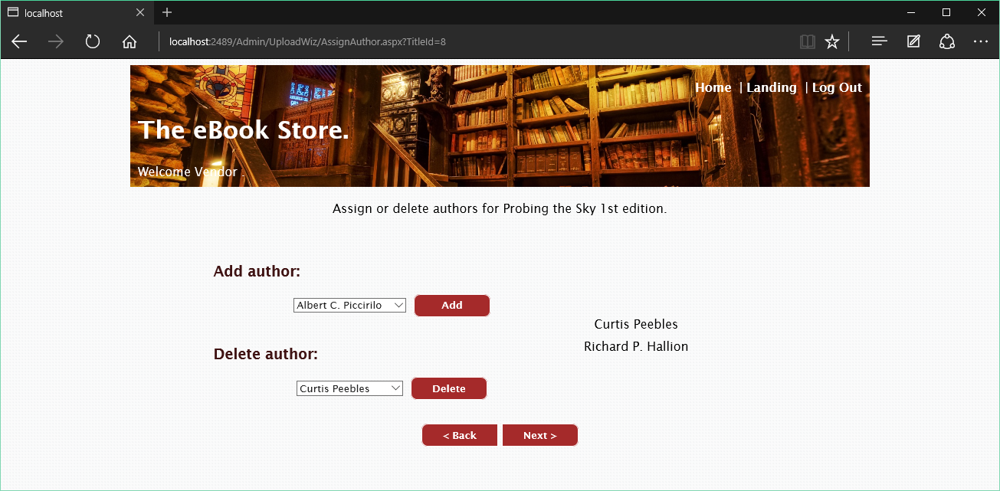 localhost
localhost:2489/Admin/UploadWiz/AssignAuthor.aspx?TitleId=8
Home | Landing | Log Out
The eBook Store.
Welcome Vendor .
Assign or delete authors for Probing the Sky 1st edition.
Add author:
Albert C. Piccirilo Add
Curtis Peebles
Richard P. Hallion
Delete author:
Curtis Peebles Delete
< Back Next >